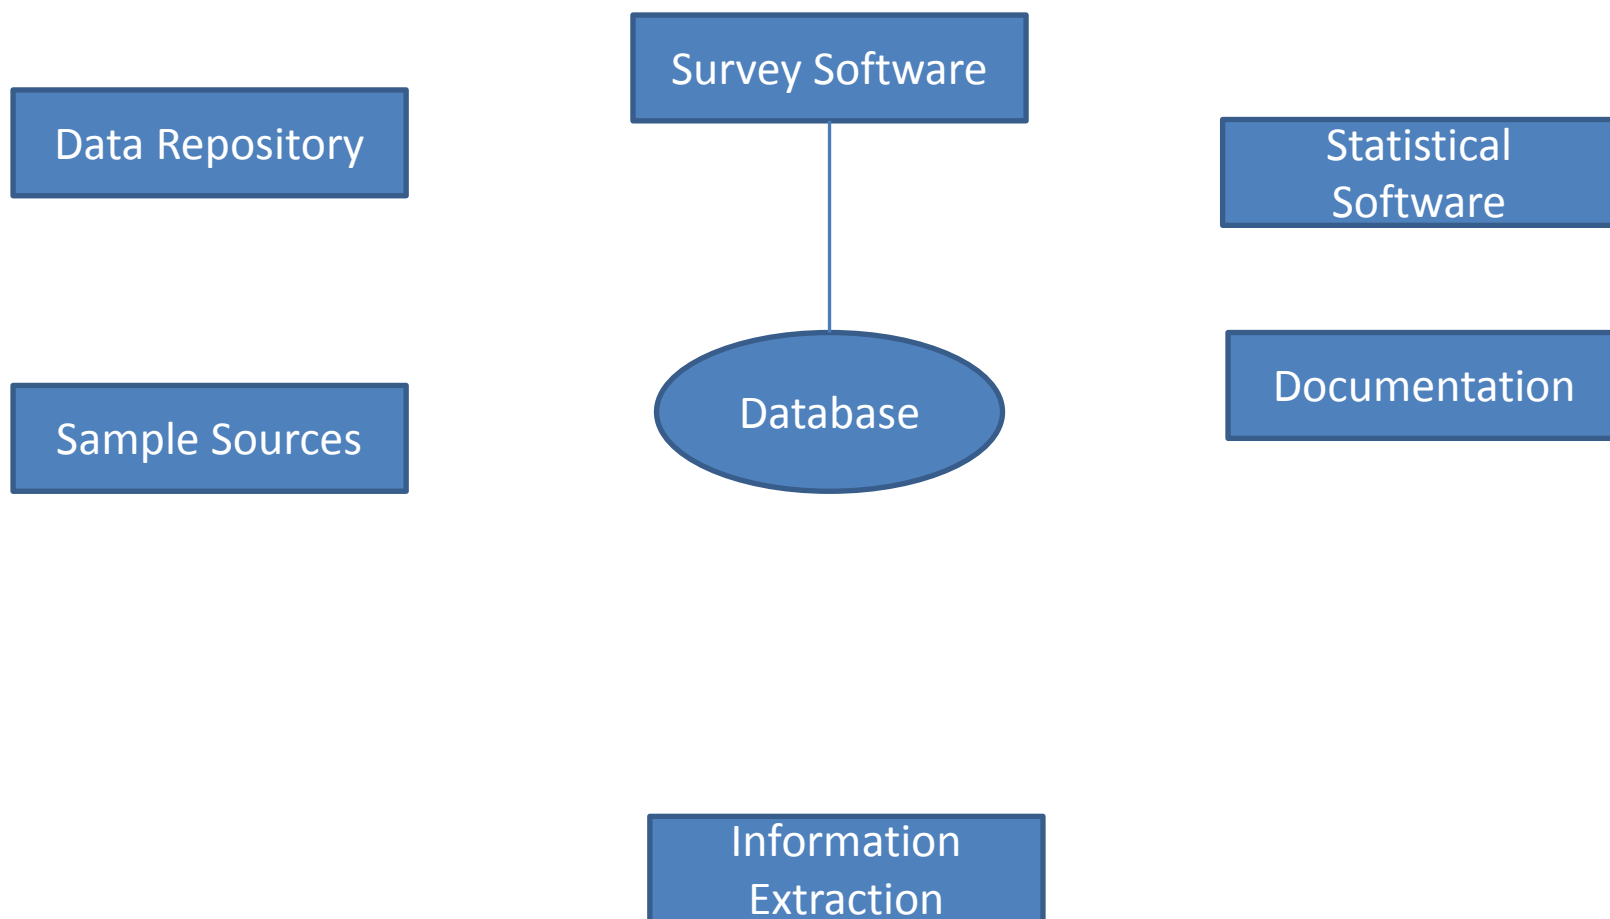 Survey Software
Data Repository
Statistical
Software
Documentation
Database
Sample Sources
Information
Extraction